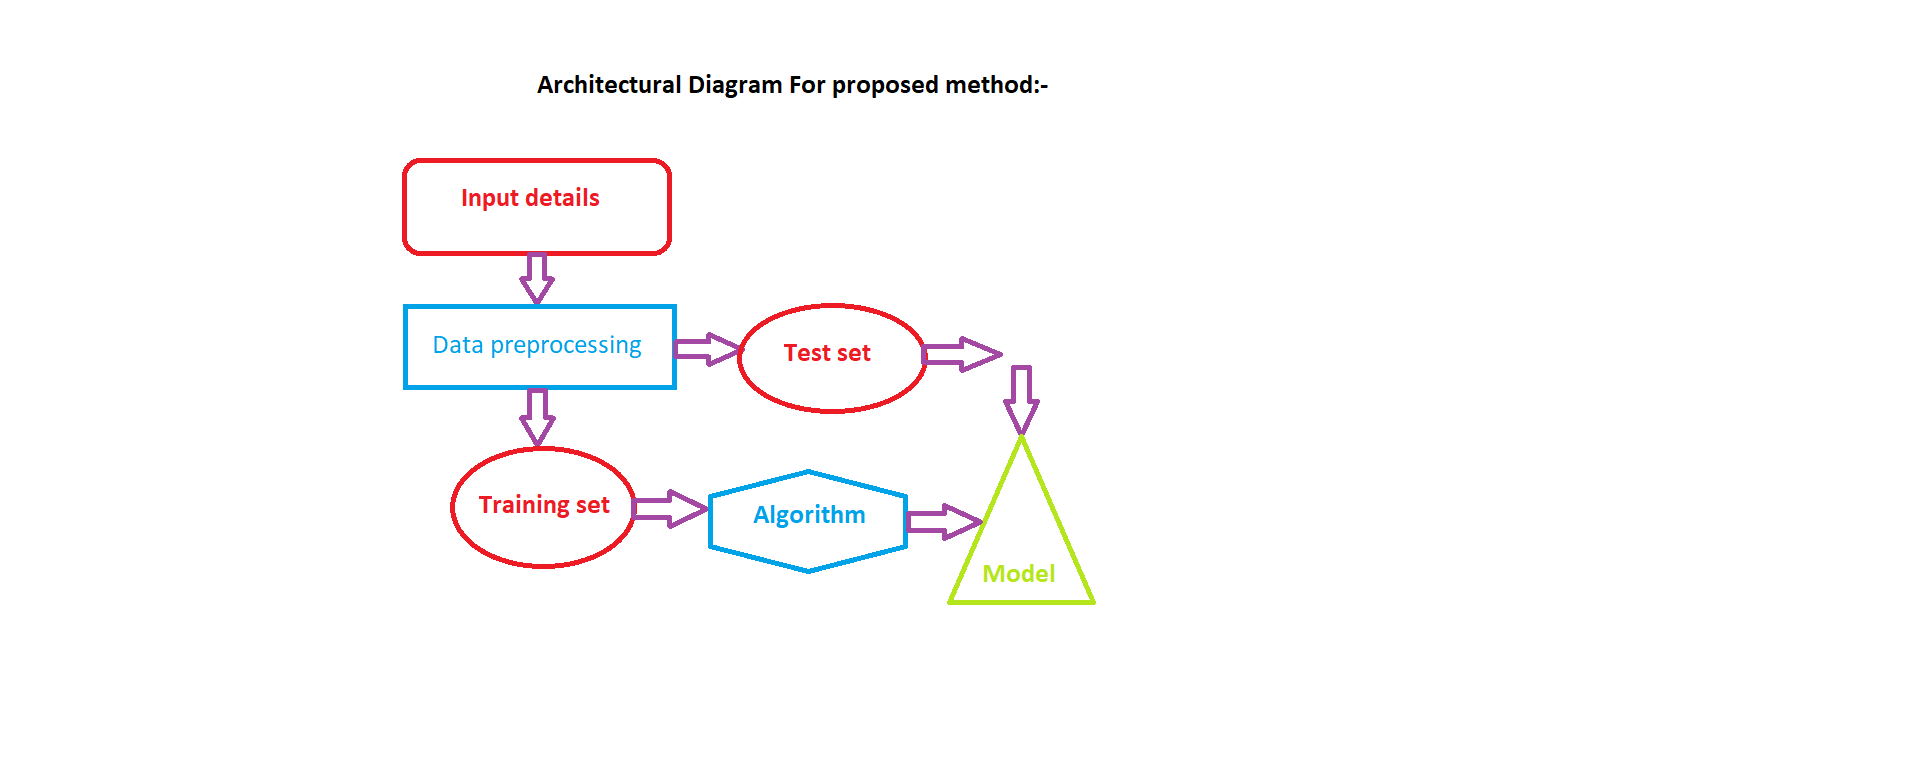 Architectural Diagram For proposed method:-
Input details
Data preprocessing
Test set
Training set
Algorithm
Model